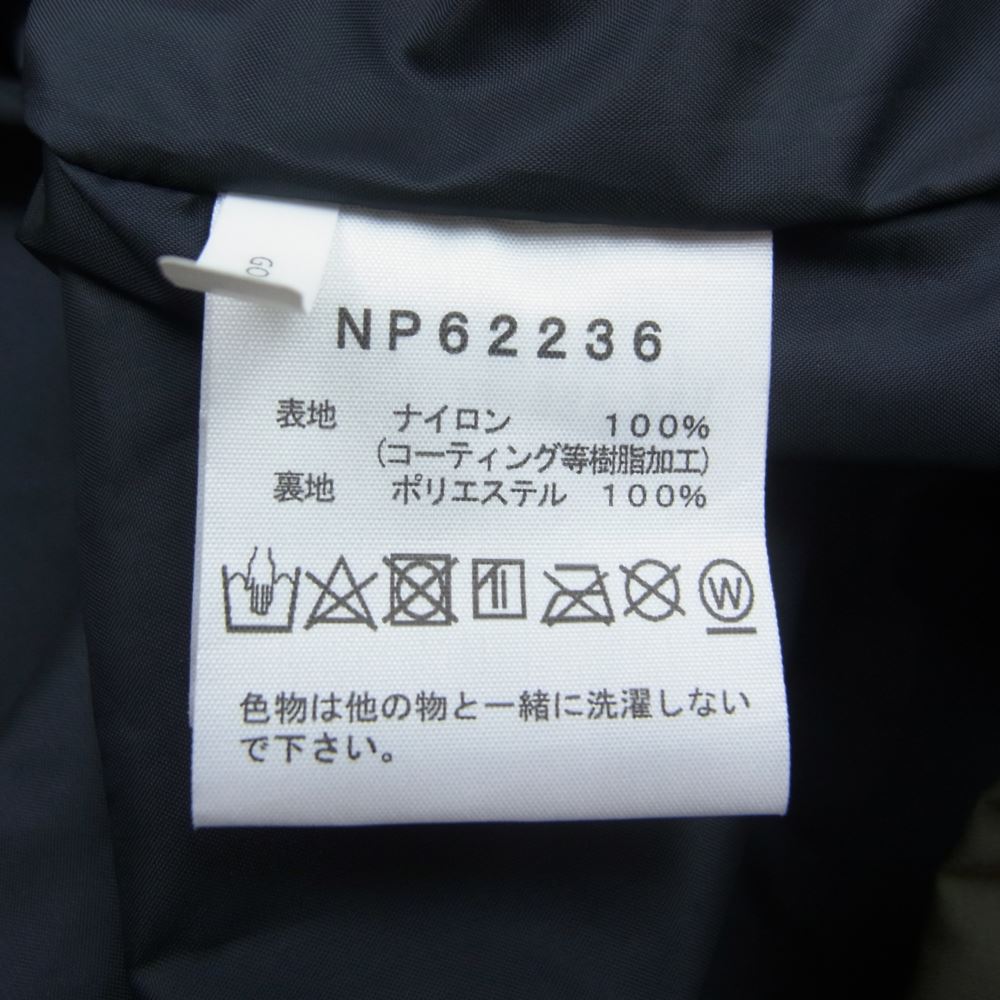 GO
NP62236
表地 ナイロン 100%
(コーティング等樹脂加工)
裏地 ポリエステル 100%
W
色物は他の物と一緒に洗濯しない
で下さい。